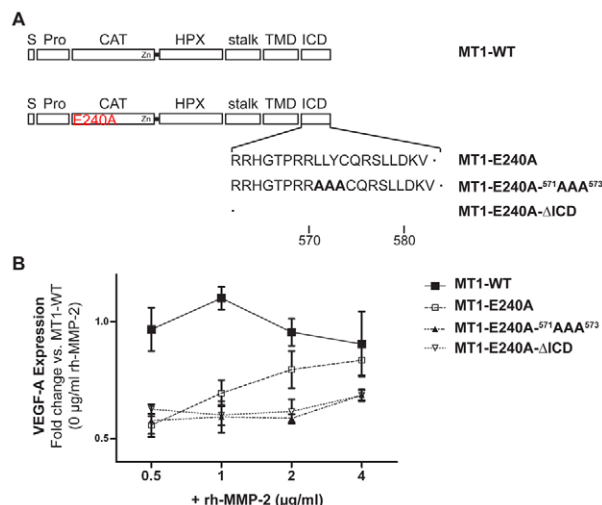 A
S Pro CAT HPX stalk TMD ICD
Zn
MT1-WT
S Pro CAT HPX stalk TMD ICD
E240A Zn
RRHGTPRRLLYCQRSLLDKV · MT1-E240A
RRHGTPRRAAACQRSLLDKV · MT1-E240A-⁵⁷¹AAA⁵⁷³
· MT1-E240A-ΔICD
570 580
B
VEGF-A Expression
Fold change vs. MT1-WT
(0 µg/ml rh-MMP-2)
1.0
0.5
0.5 1 2 4
+ rh-MMP-2 (µg/ml)
MT1-WT
MT1-E240A
MT1-E240A-⁵⁷¹AAA⁵⁷³
MT1-E240A-ΔICD